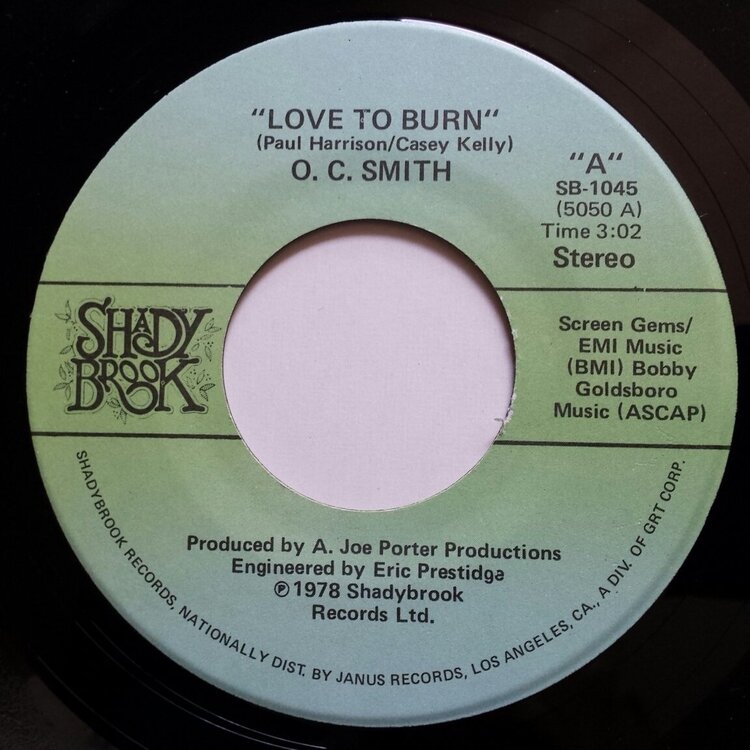 "LOVE TO BURN"
(Paul Harrison/Casey Kelly)
O. C. SMITH
"A"
SB-1045
(5050 A)
Time 3:02
Stereo
SHADY
BROOK
Screen Gems/
EMI Music
(BMI) Bobby
Goldsboro
Music (ASCAP)
Produced by A. Joe Porter Productions
Engineered by Eric Prestidge
℗1978 Shadybrook
Records Ltd.
SHADYBROOK RECORDS, NATIONALLY DIST. BY JANUS RECORDS, LOS ANGELES, CA., A DIV. OF GRT CORP.